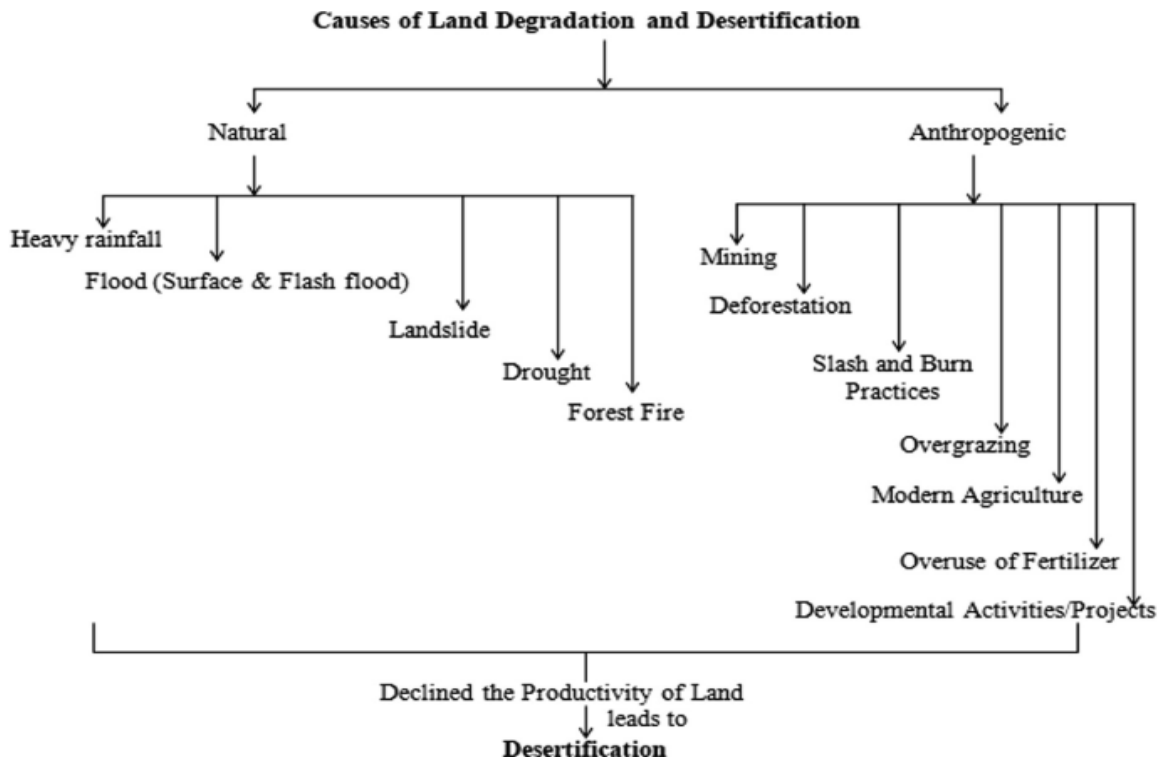 Causes of Land Degradation and Desertification
Natural
Anthropogenic
Heavy rainfall
Flood (Surface & Flash flood)
Landslide
Drought
Forest Fire
Mining
Deforestation
Slash and Burn
Practices
Overgrazing
Modern Agriculture
Overuse of Fertilizer
Developmental Activities/Projects
Declined the Productivity of Land
leads to
Desertification